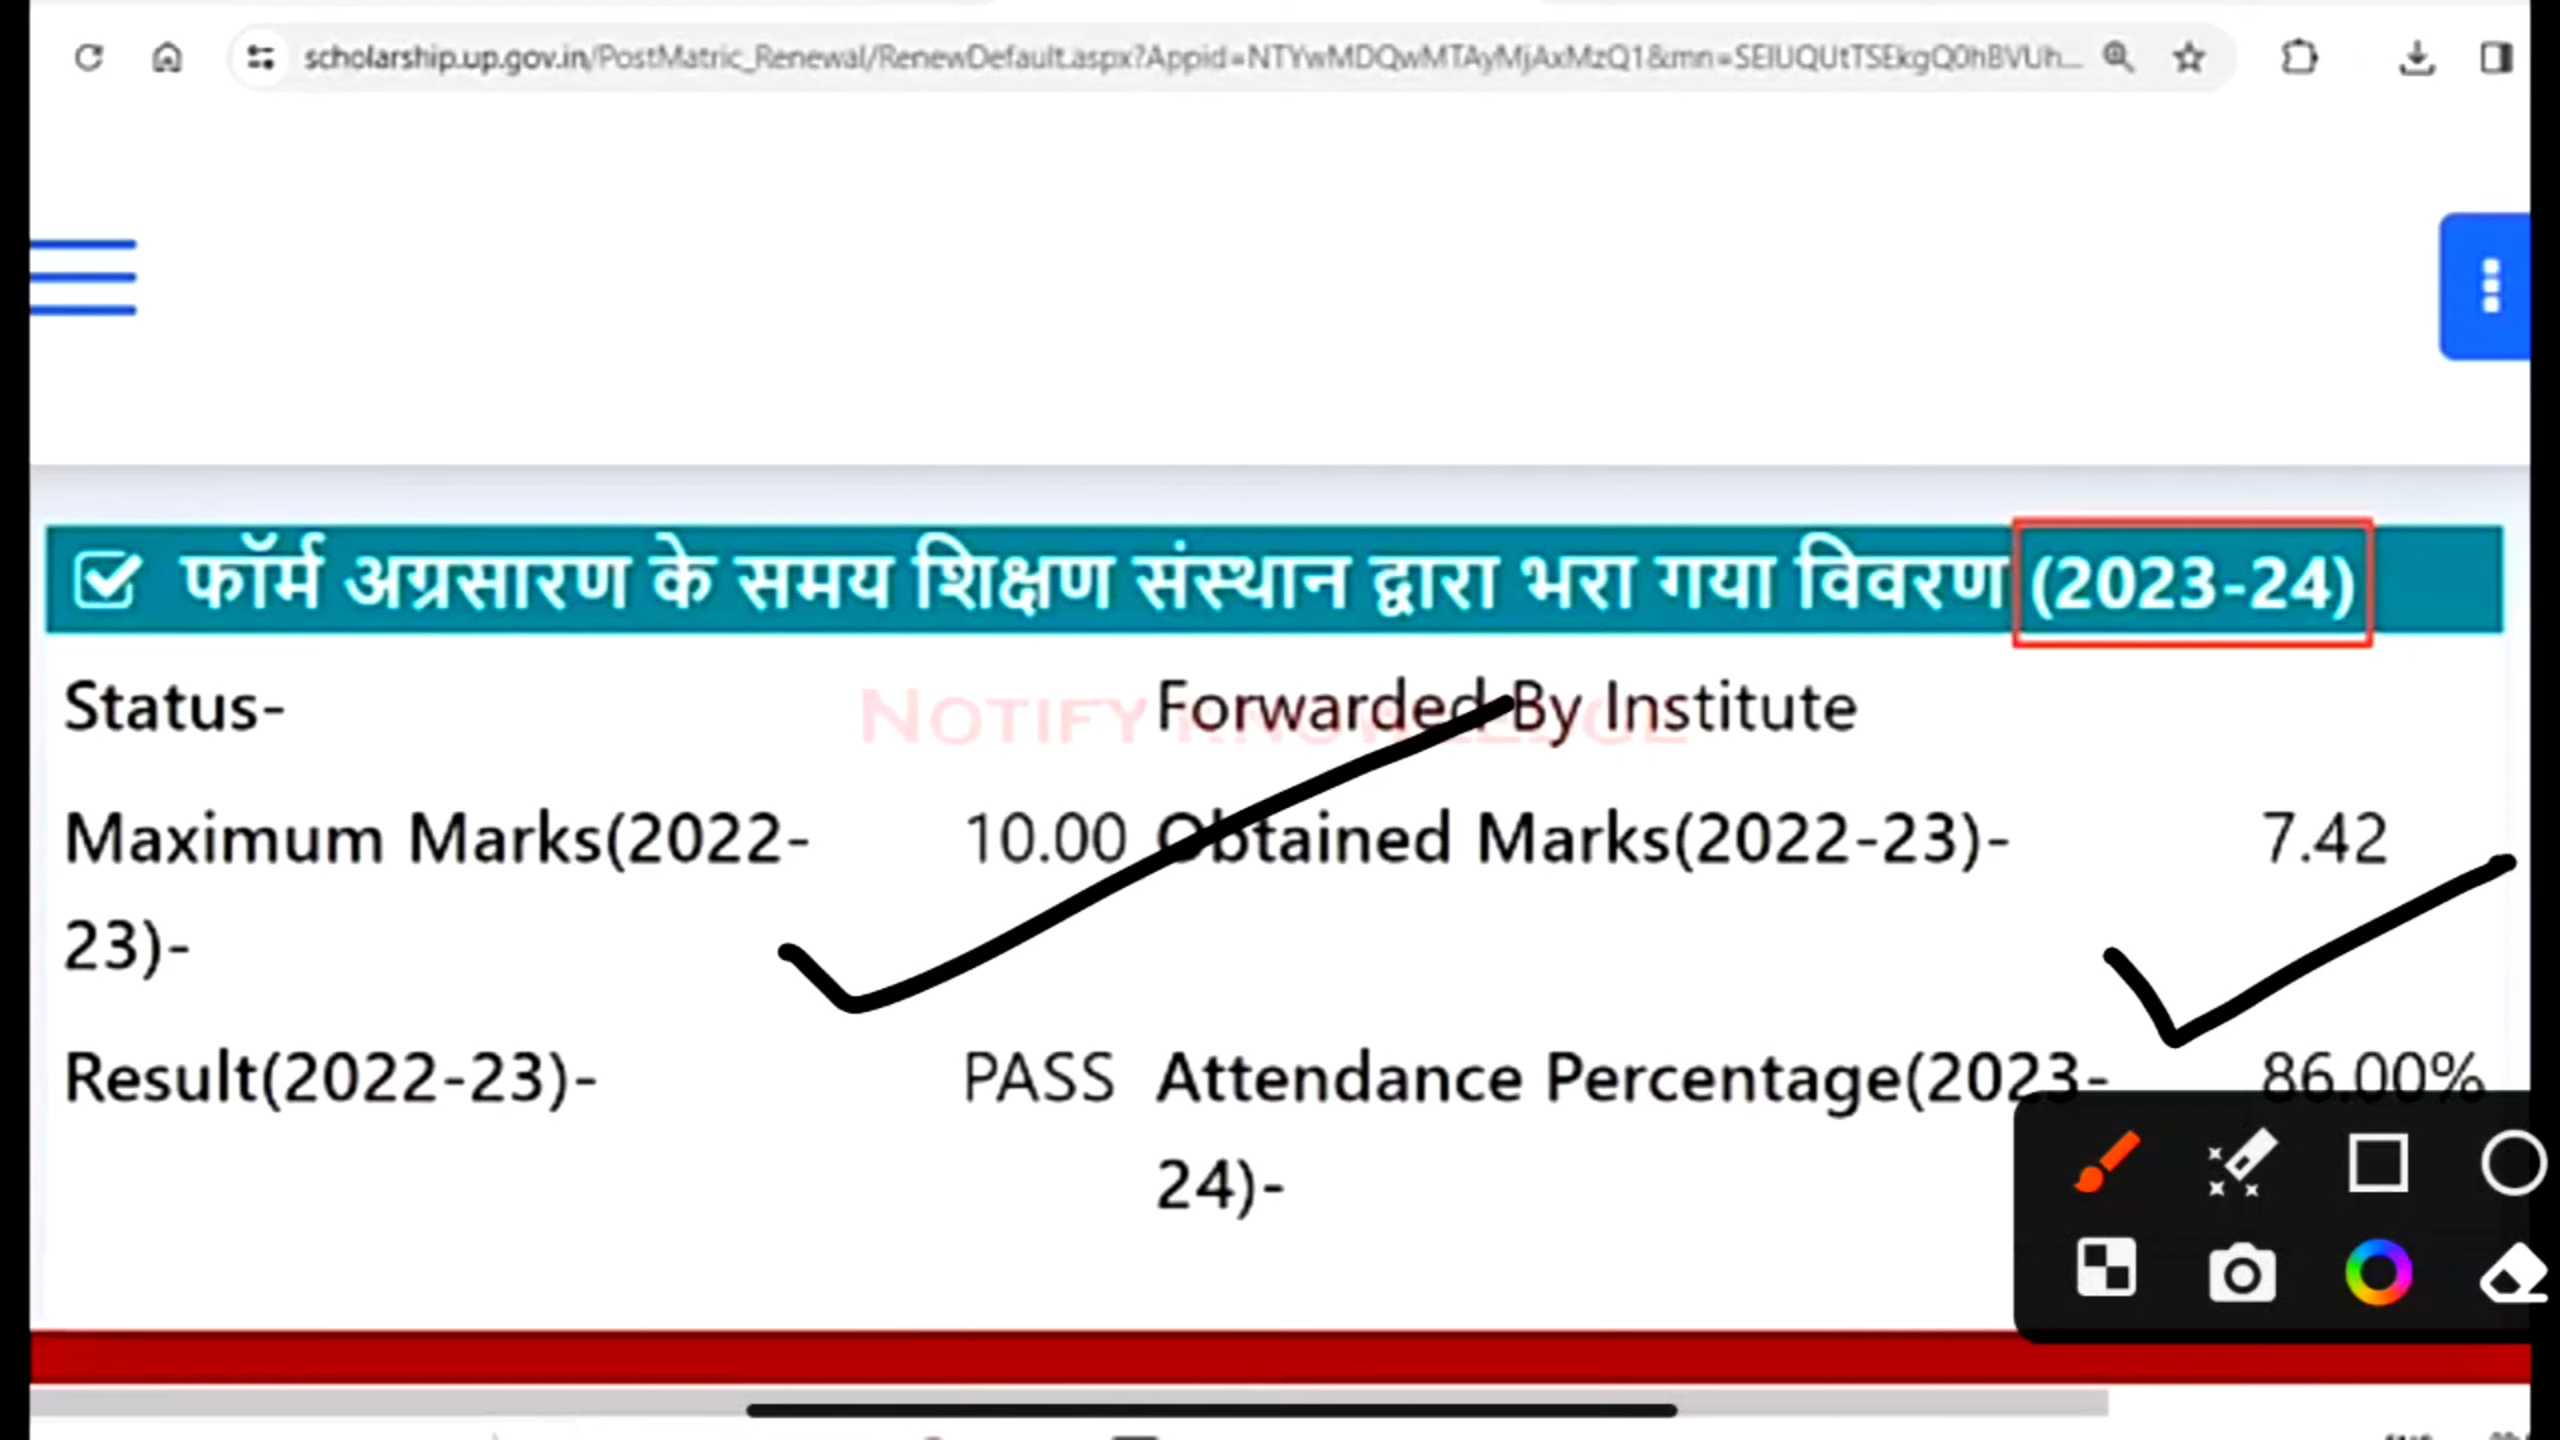 scholarship.up.gov.in/PostMatric_Renewal/RenewDefault.aspx?Appid=NTYwMDQwMTAyMjAxMzQ1&mn=SElUQUtTSEkgQ0hBVUh...
फॉर्म अग्रसारण के समय शिक्षण संस्थान द्वारा भरा गया विवरण (2023-24)
Status- Forwarded By Institute
NOTIFY KNOWLEDGE
Maximum Marks(2022-23)- 10.00 Obtained Marks(2022-23)- 7.42
Result(2022-23)- PASS Attendance Percentage(2023-24)- 86.00%